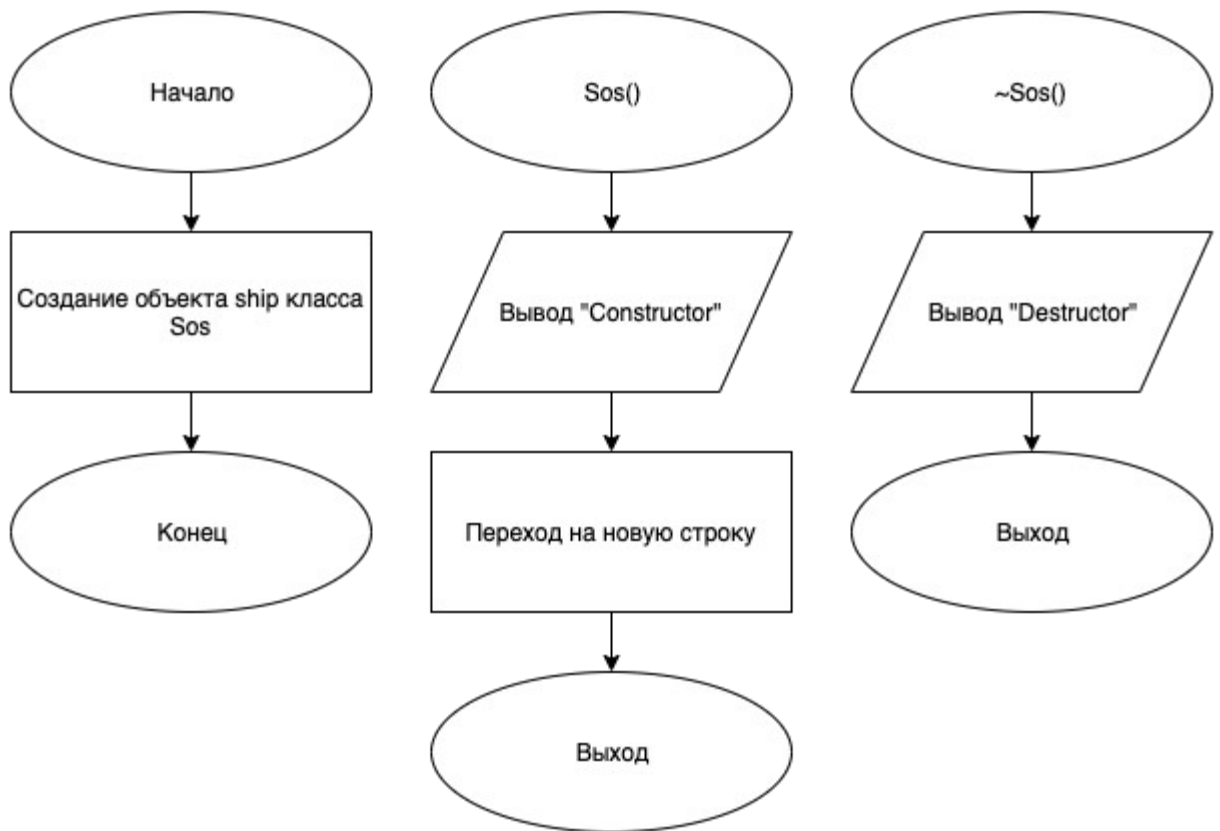 Начало
Создание объекта ship класса
Sos
Конец
Sos()
Вывод "Constructor"
Переход на новую строку
Выход
~Sos()
Вывод "Destructor"
Выход